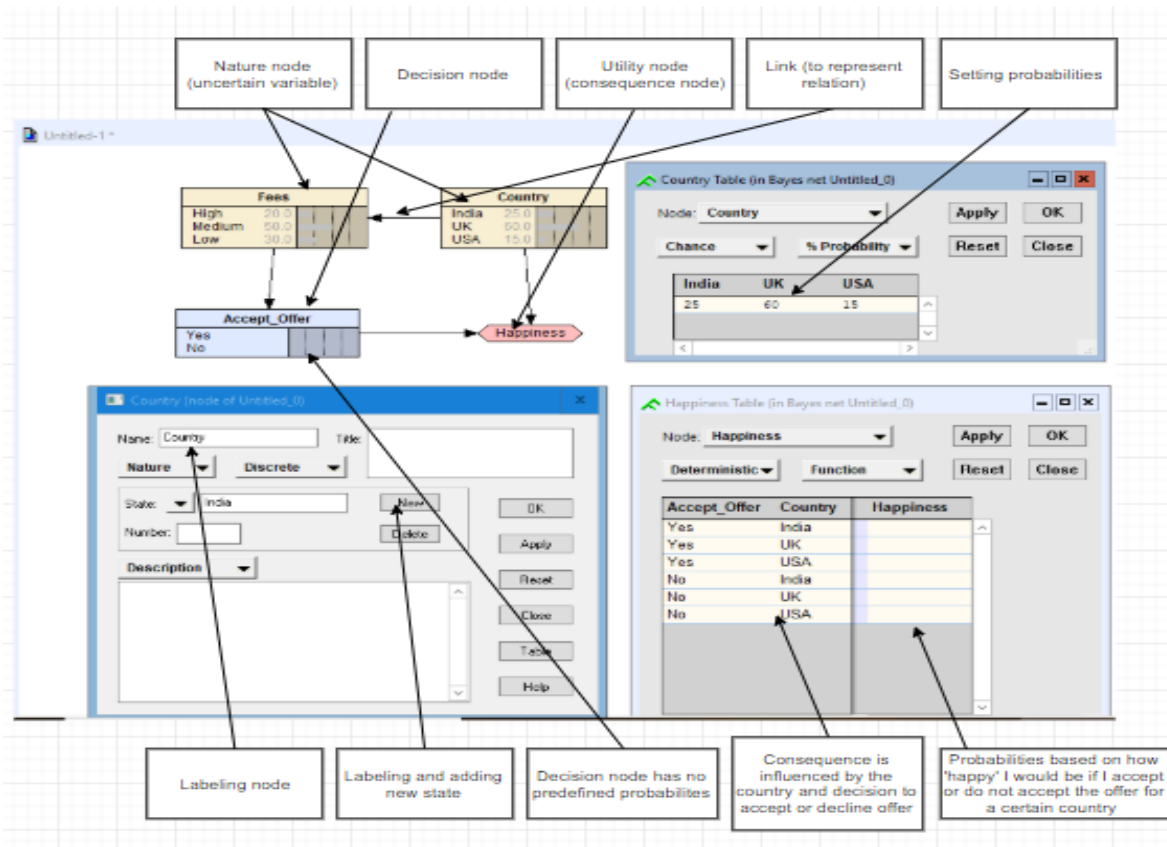 Nature node
(uncertain variable)
Decision node
Utility node
(consequence node)
Link (to represent
relation)
Setting probabilities
Untitled-1 *
Fees
High 20.0
Medium 50.0
Low 30.0
Country
India 25.0
UK 60.0
USA 15.0
Accept_Offer
Yes
No
Happiness
Country Table (in Bayes net Untitled_0)
Node: Country
Apply
OK
Chance
% Probability
Reset
Close
India UK USA
25 60 15
Country (node of Untitled_0)
Name: Country
Title:
Nature
Discrete
State:
India
New
Number:
Delete
Description
OK
Apply
Reset
Close
Table
Help
Happiness Table (in Bayes net Untitled_0)
Node: Happiness
Apply
OK
Deterministic
Function
Reset
Close
Accept_Offer Country Happiness
Yes India
Yes UK
Yes USA
No India
No UK
No USA
Labeling node
Labeling and adding
new state
Decision node has no
predefined probabilites
Consequence is
influenced by the
country and decision to
accept or decline offer
Probabilities based on how
'happy' I would be if I accept
or do not accept the offer for
a certain country